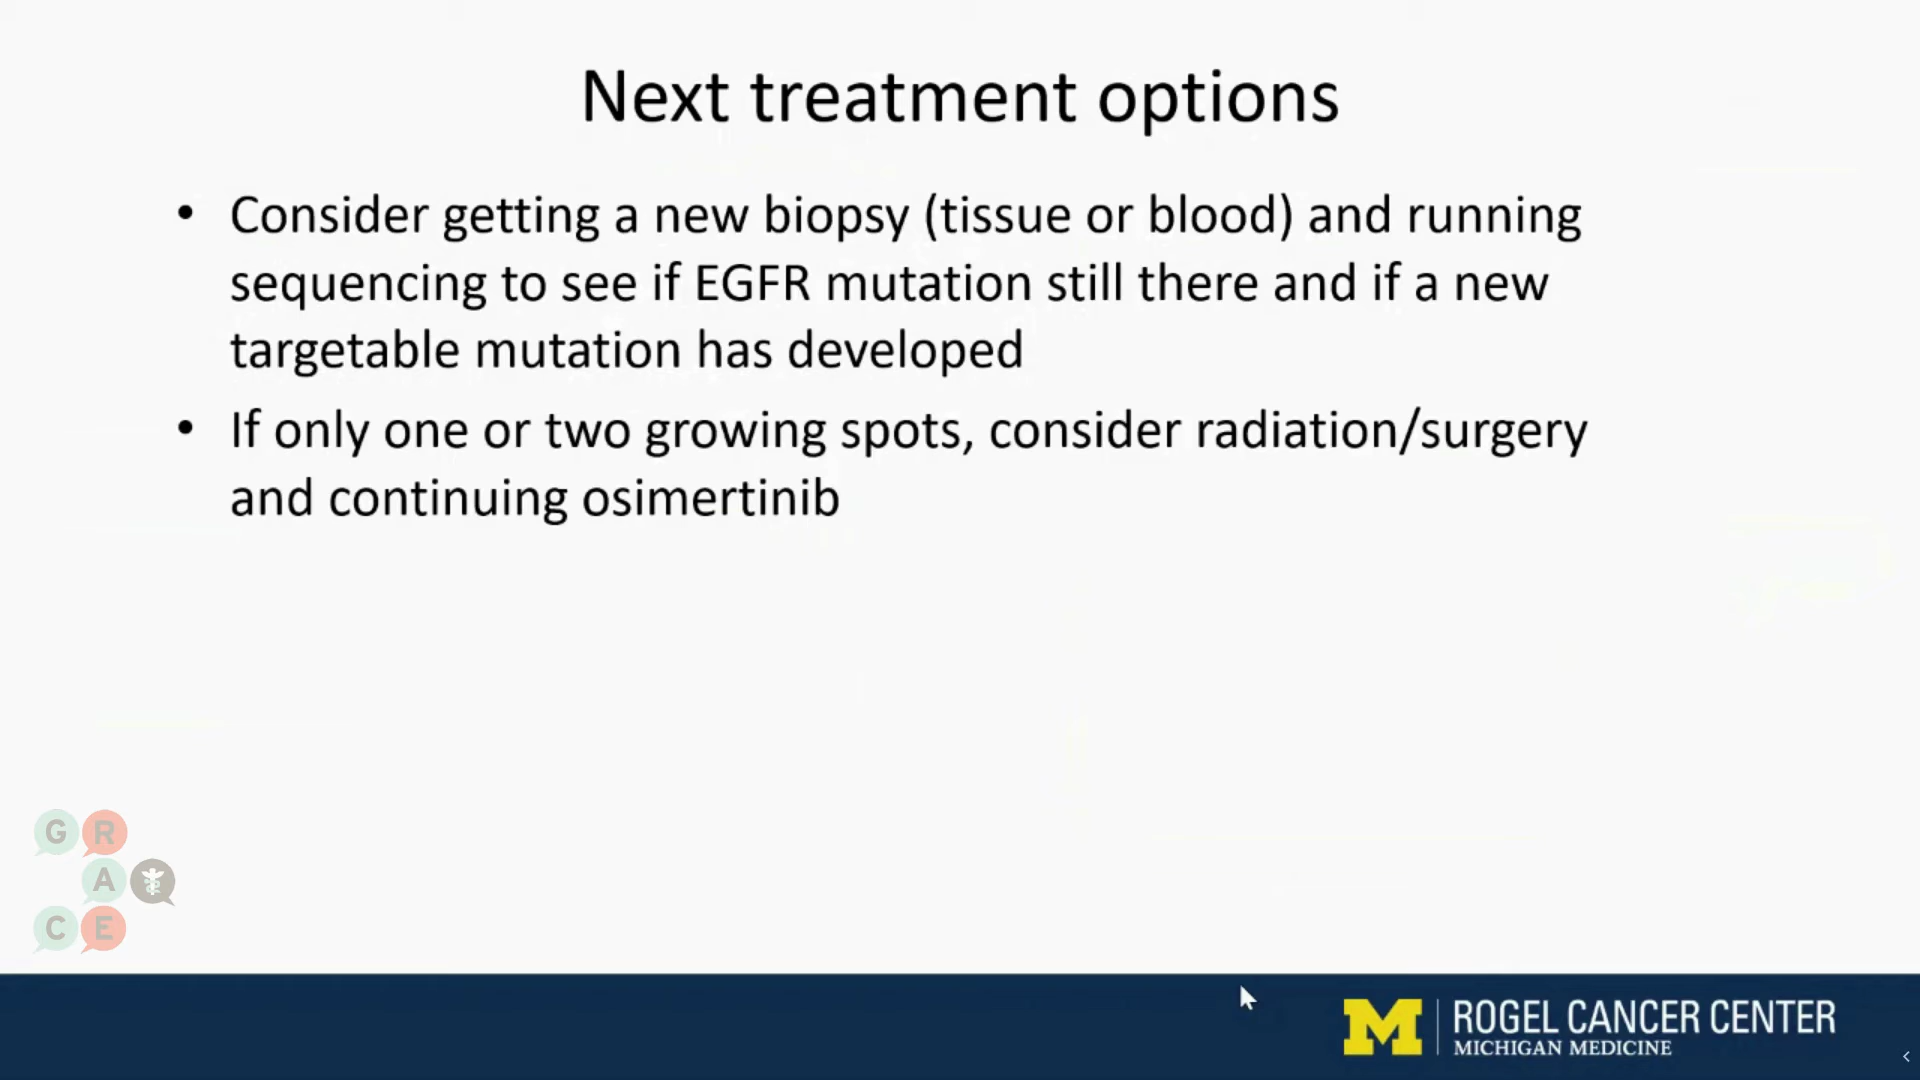 Next treatment options
• Consider getting a new biopsy (tissue or blood) and running
sequencing to see if EGFR mutation still there and if a new
targetable mutation has developed
• If only one or two growing spots, consider radiation/surgery
and continuing osimertinib
G R
A
C E
M ROGEL CANCER CENTER
MICHIGAN MEDICINE